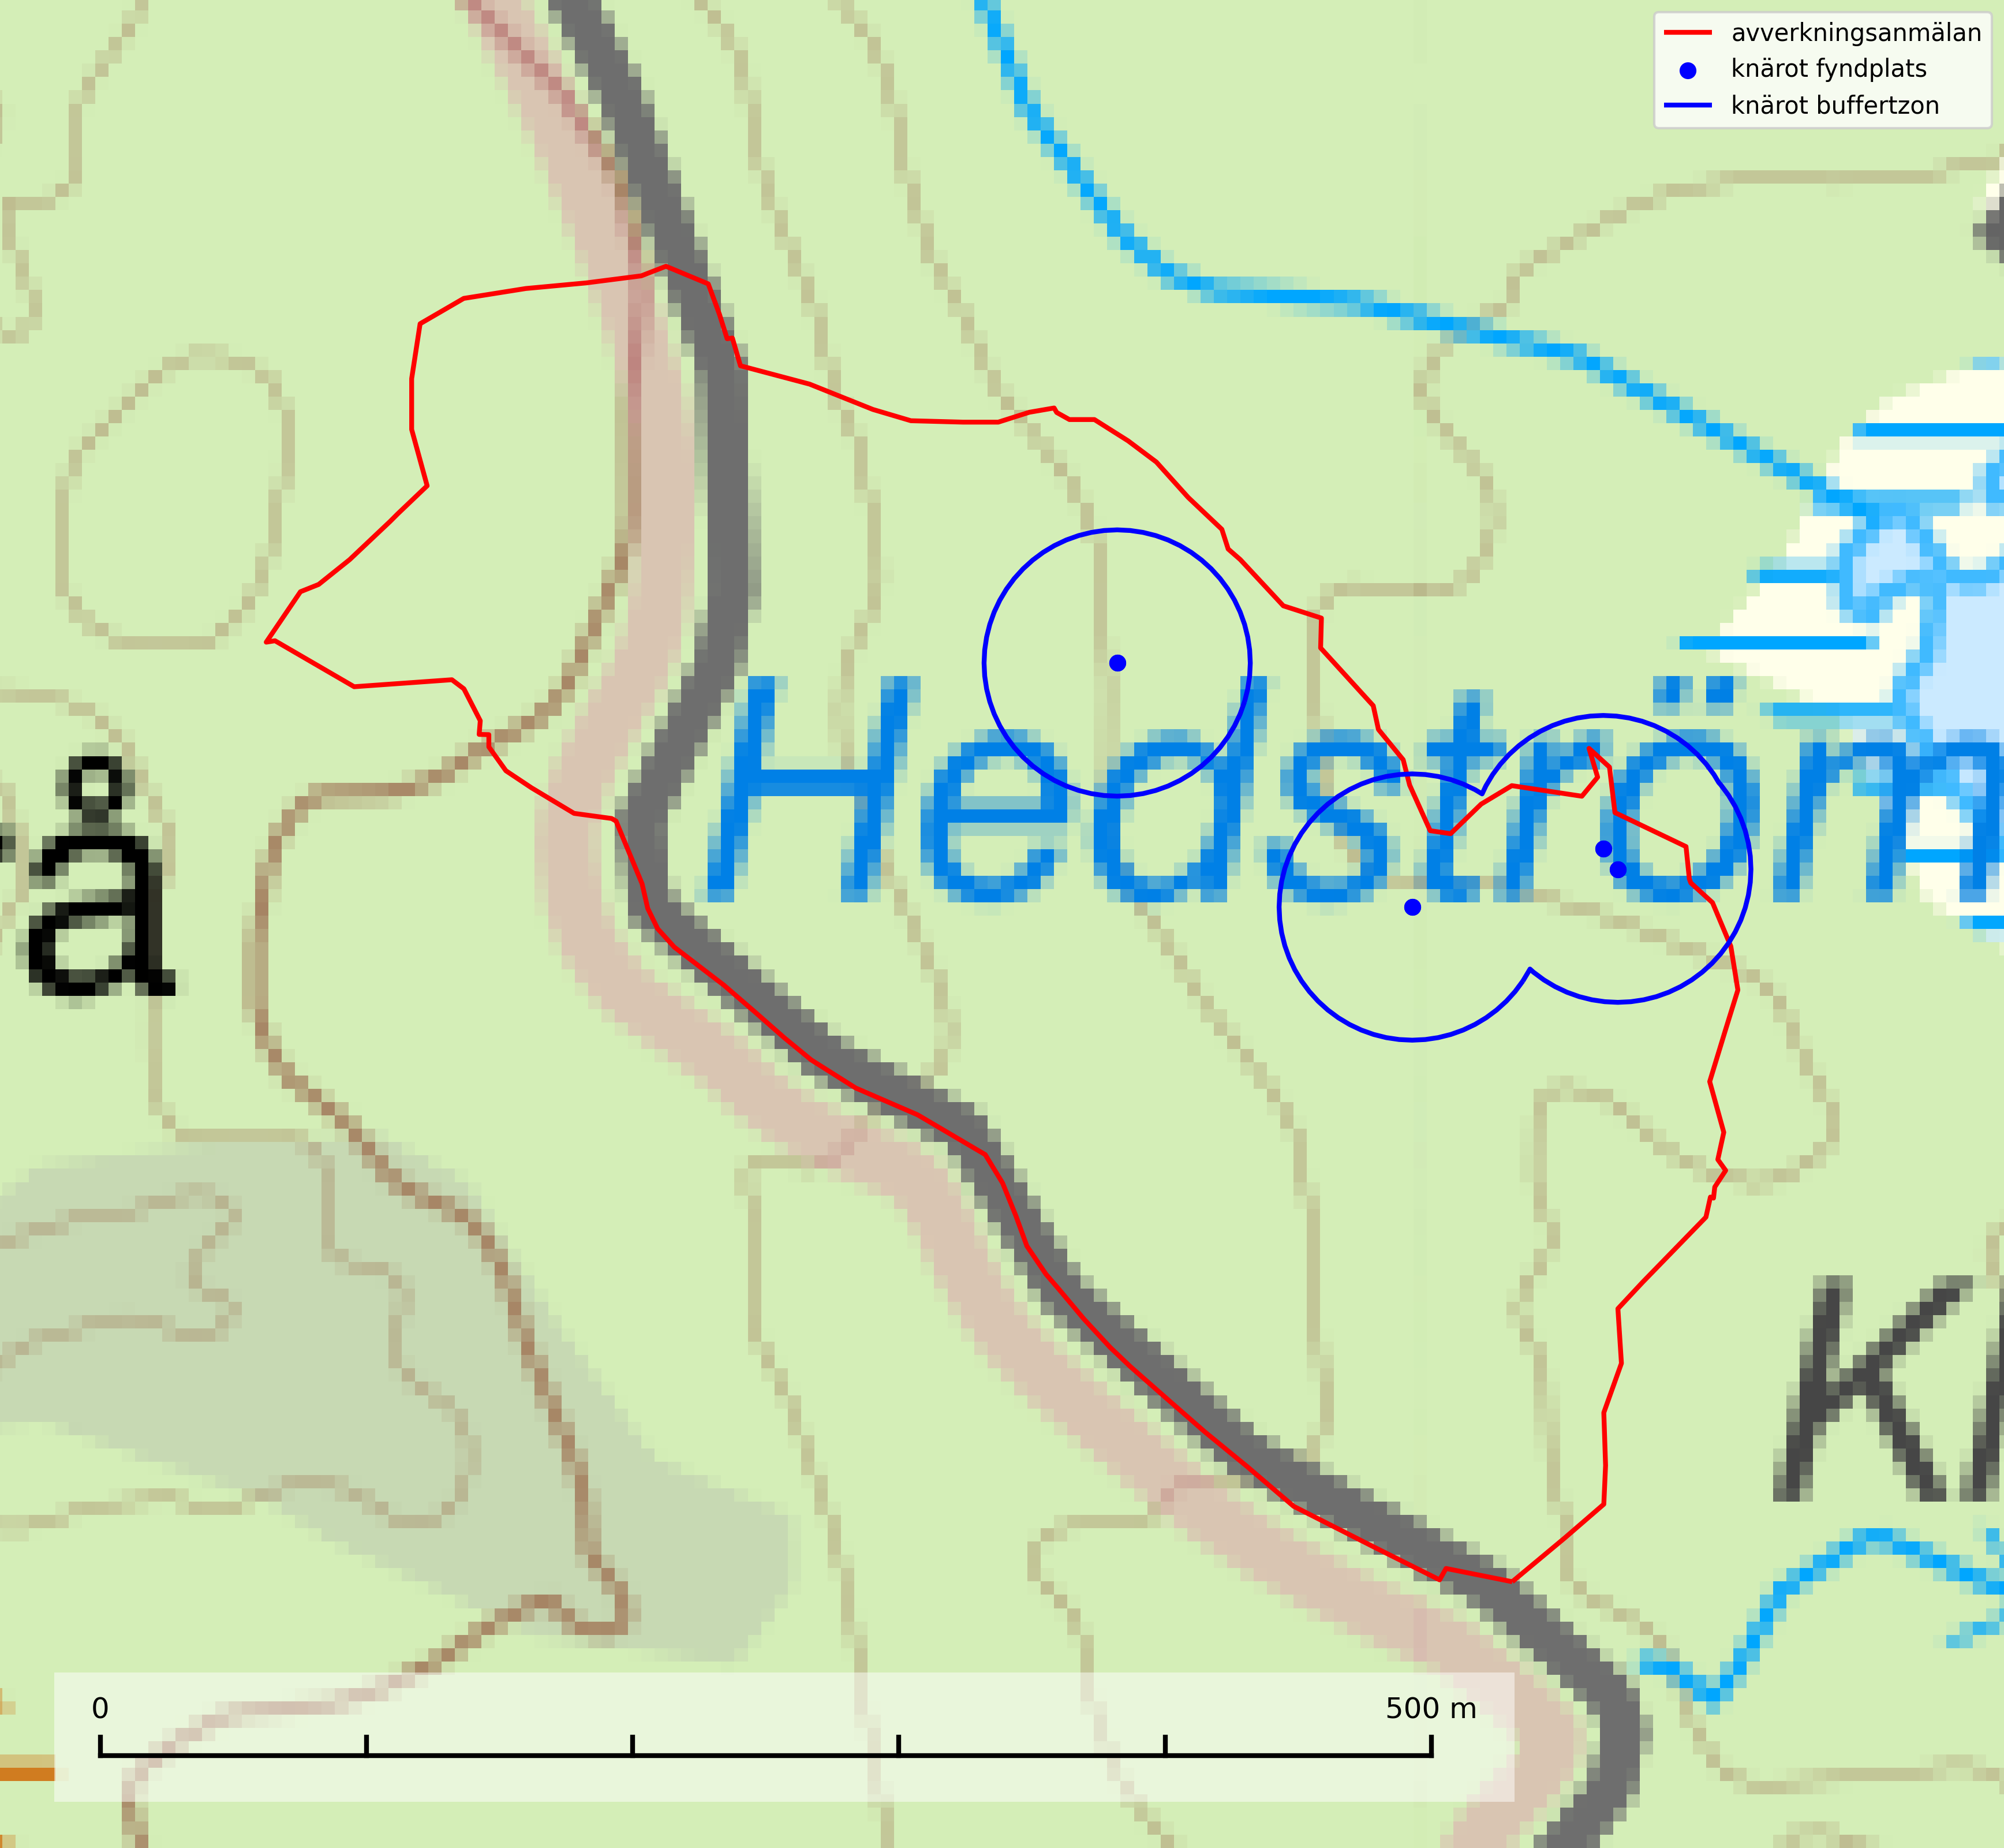 avverkningsanmälan
knärot fyndplats
knärot buffertzon
Hedström
å
0
500 m